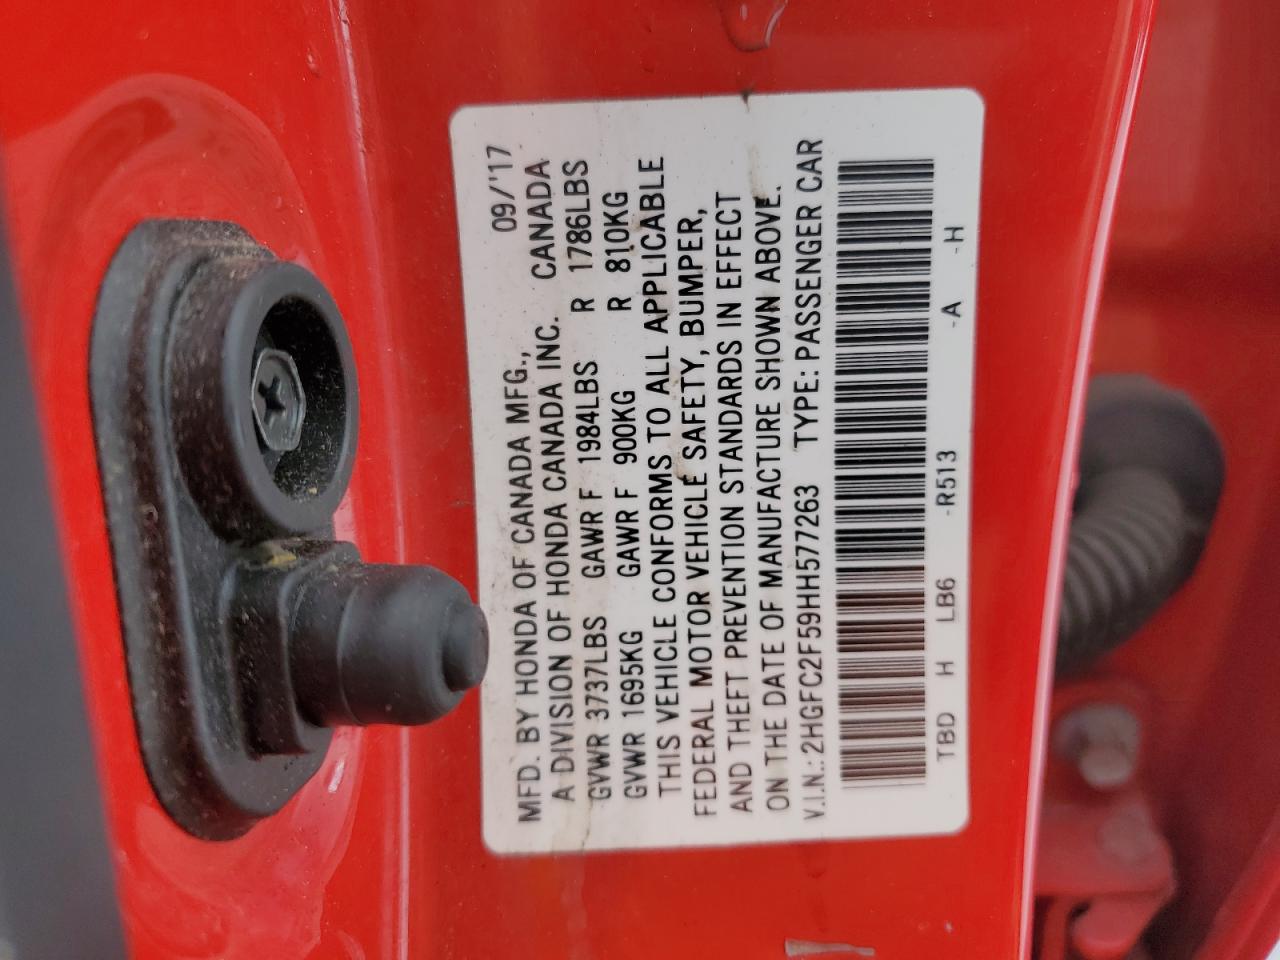 MFD. BY HONDA OF CANADA MFG., 09/'17
A DIVISION OF HONDA CANADA INC. CANADA
GVWR 3737LBS GAWR F 1984LBS R 1786LBS
GVWR 1695KG GAWR F 900KG R 810KG
THIS VEHICLE CONFORMS TO ALL APPLICABLE
FEDERAL MOTOR VEHICLE SAFETY, BUMPER,
AND THEFT PREVENTION STANDARDS IN EFFECT
ON THE DATE OF MANUFACTURE SHOWN ABOVE.
V.I.N.: 2HGFC2F59HH577263 TYPE: PASSENGER CAR
TBD H LB6 -R513 -A -H